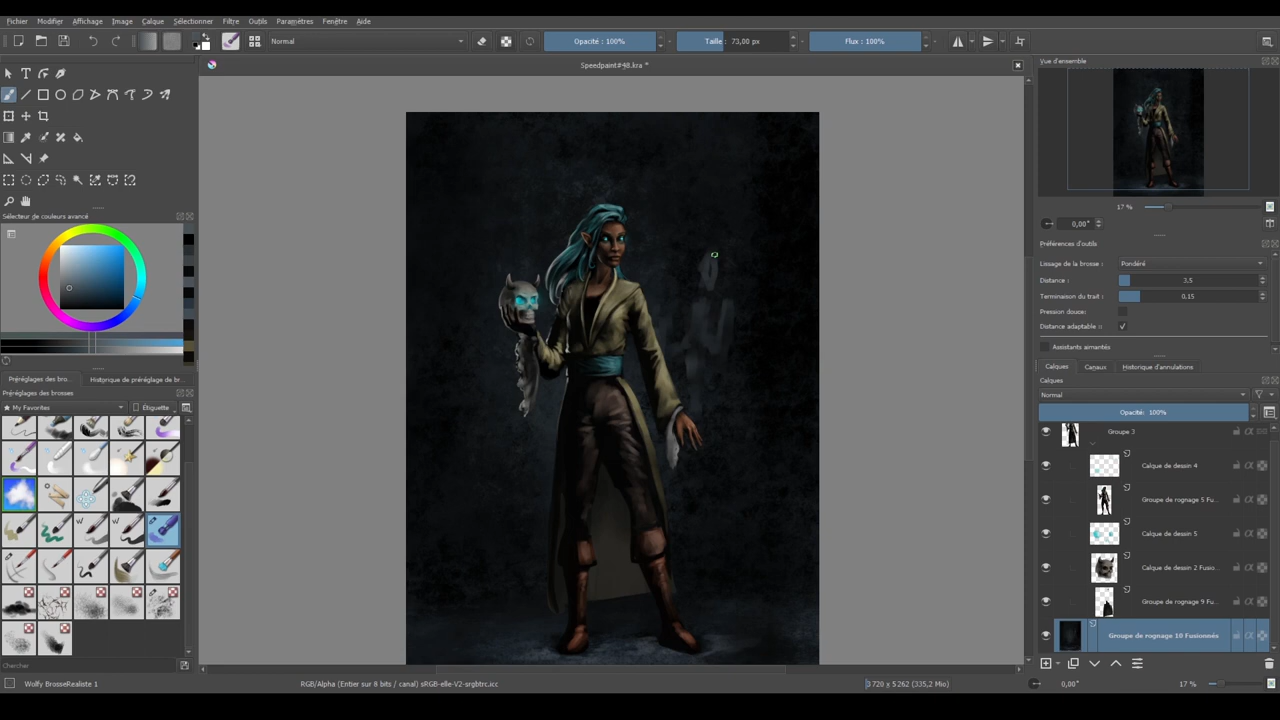 Fichier Modifier Affichage Image Calque Sélectionner Filtre Outils Paramètres Fenêtre Aide
Normal Opacité : 100% Taille : 73,00 px Flux : 100%
Speedpaint#48.kra *
Vue d'ensemble
17 %
0,00°
Préférences d'outils
Lissage de la brosse : Pondéré
Distance : 3,5
Terminaison du trait : 0,15
Pression douce:
Distance adaptable :
Assistants aimantés
Calques Canaux Historique d'annulations
Calques
Normal
Opacité: 100%
Groupe 3
Calque de dessin 4
Groupe de rognage 5 Fu...
Calque de dessin 5
Calque de dessin 2 Fusio...
Groupe de rognage 9 Fu...
Groupe de rognage 10 Fusionnés
Sélecteur de couleurs avancé
Préréglages des bro... Historique de préréglage de br...
Préréglages des brosses
My Favorites Étiquette
Chercher
Wolfy BrosseRealiste 1 RGB/Alpha (Entier sur 8 bits / canal) sRGB-elle-V2-srgbtrc.icc 3 720 x 5 262 (335,2 Mio) 0,00° 17 %